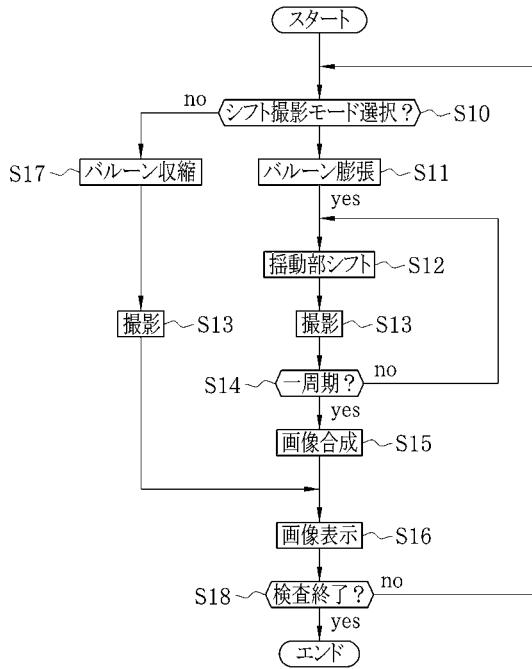 スタート
no
シフト撮影モード選択？
S10
S17
バルーン収縮
バルーン膨張
S11
yes
揺動部シフト
S12
撮影
S13
撮影
S13
S14
一周期？
no
yes
画像合成
S15
画像表示
S16
S18
検査終了？
no
yes
エンド